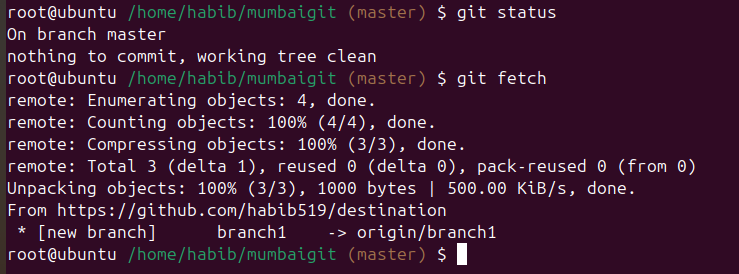 root@ubuntu /home/habib/mumbaigit (master) $ git status
On branch master
nothing to commit, working tree clean
root@ubuntu /home/habib/mumbaigit (master) $ git fetch
remote: Enumerating objects: 4, done.
remote: Counting objects: 100% (4/4), done.
remote: Compressing objects: 100% (3/3), done.
remote: Total 3 (delta 1), reused 0 (delta 0), pack-reused 0 (from 0)
Unpacking objects: 100% (3/3), 1000 bytes | 500.00 KiB/s, done.
From https://github.com/habib519/destination
 * [new branch]      branch1    -> origin/branch1
root@ubuntu /home/habib/mumbaigit (master) $